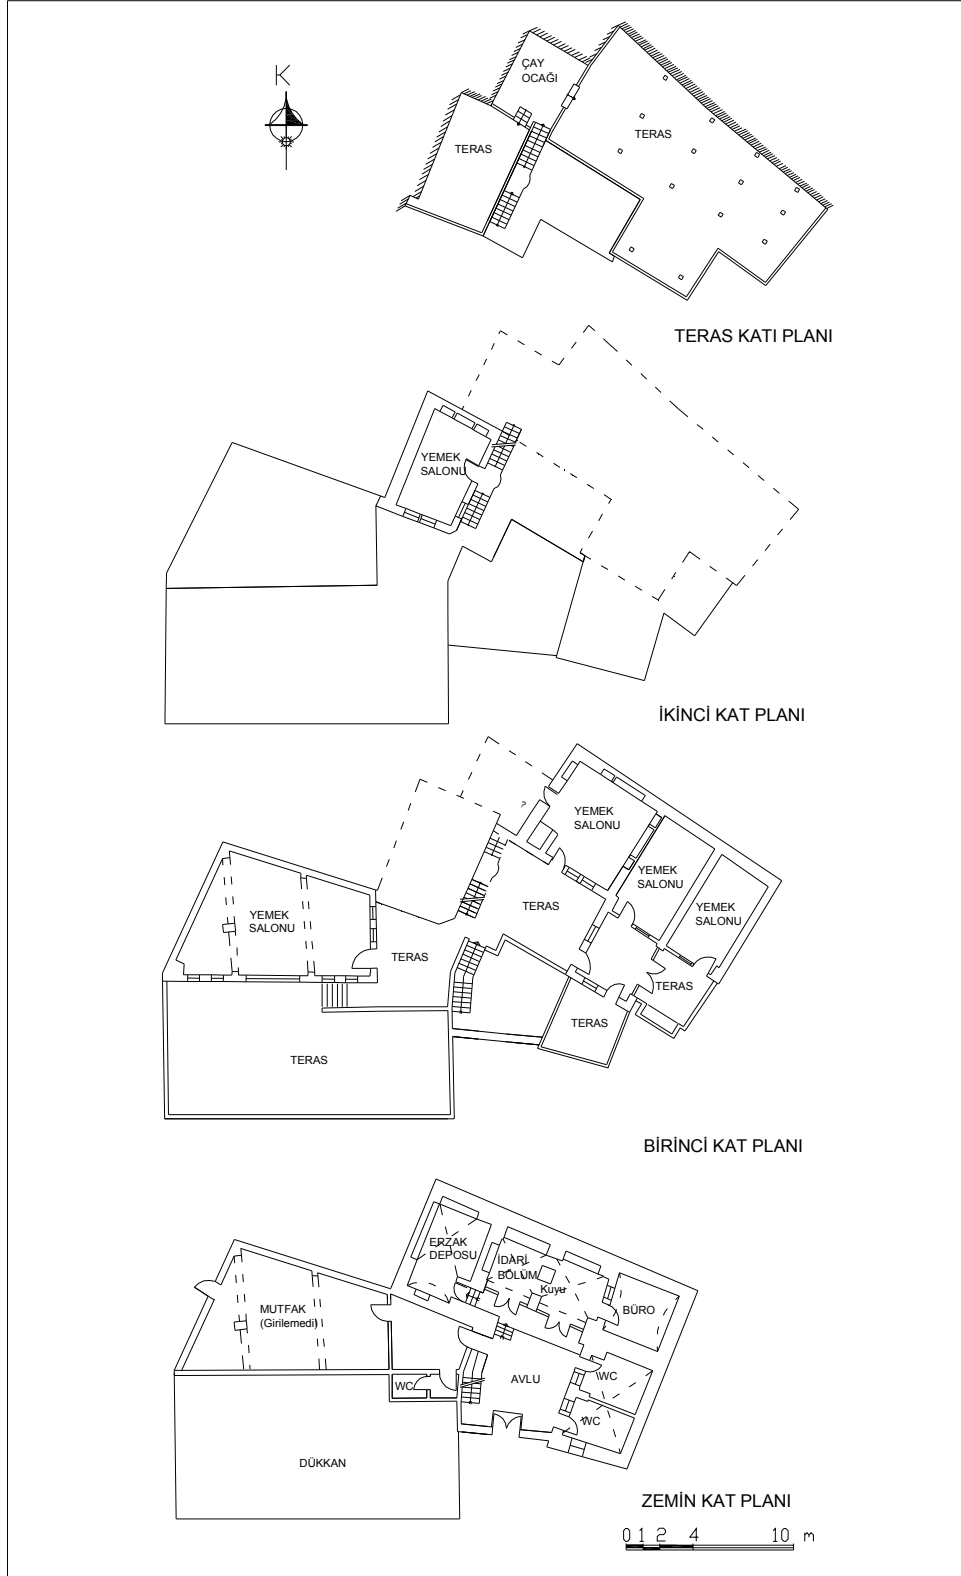 K
ÇAY
OCAĞI
TERAS
TERAS
TERAS KATI PLANI
YEMEK
SALONU
İKİNCİ KAT PLANI
?
YEMEK
SALONU
YEMEK
SALONU
YEMEK
SALONU
YEMEK
SALONU
TERAS
TERAS
TERAS
TERAS
TERAS
BİRİNCİ KAT PLANI
ERZAK
DEPOSU
İDARİ
BÖLÜM
Kuyu
BÜRO
MUTFAK
(Girilemedi)
WC
AVLU
WC
WC
DÜKKAN
ZEMİN KAT PLANI
0 1 2 4 10 m